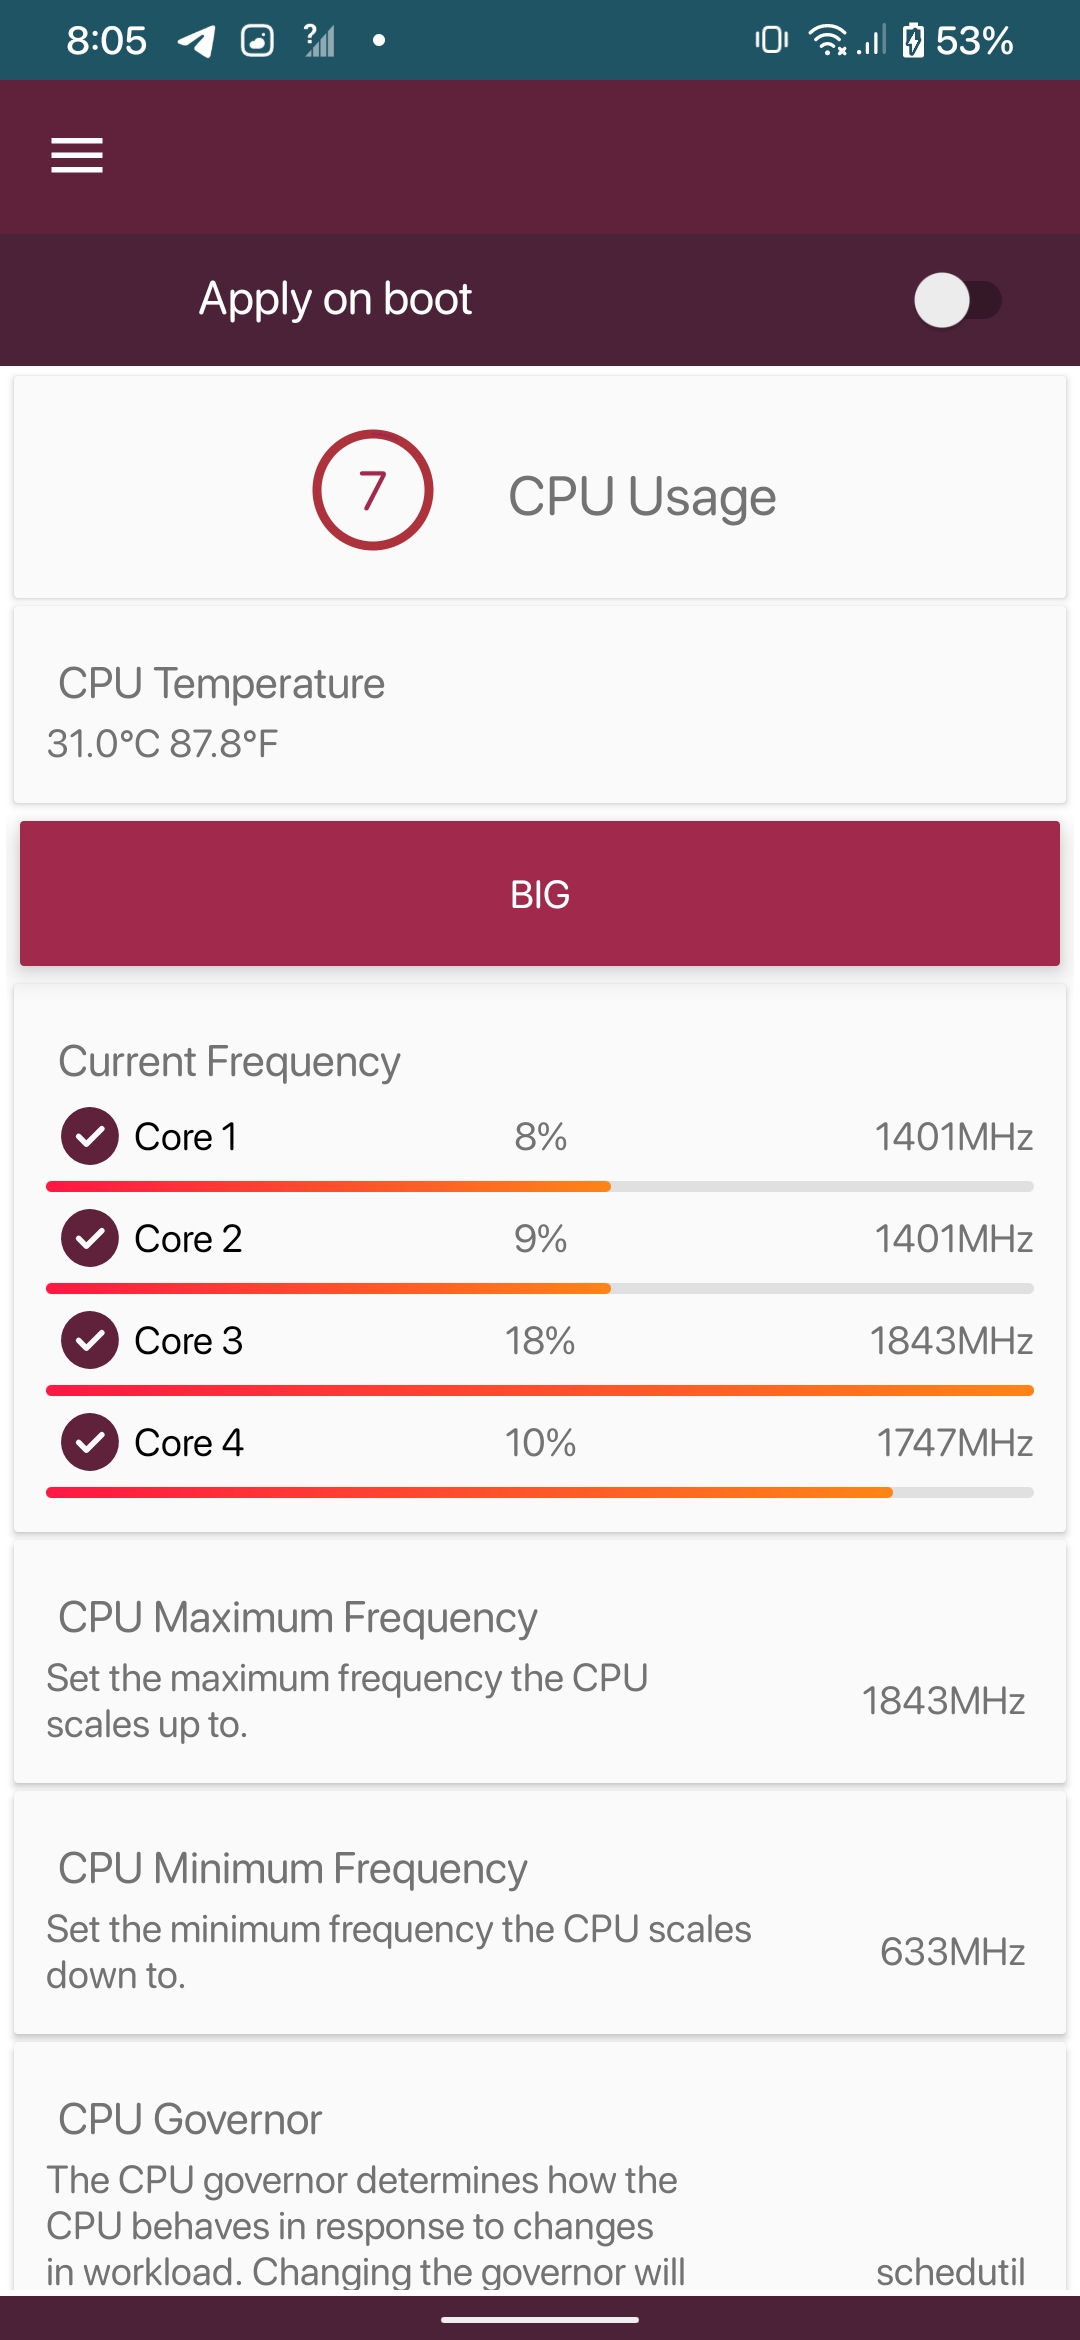 8:05 ? 53%
Apply on boot
7 CPU Usage
CPU Temperature
31.0°C 87.8°F
BIG
Current Frequency
Core 1 8% 1401MHz
Core 2 9% 1401MHz
Core 3 18% 1843MHz
Core 4 10% 1747MHz
CPU Maximum Frequency
Set the maximum frequency the CPU
scales up to.
1843MHz
CPU Minimum Frequency
Set the minimum frequency the CPU scales
down to.
633MHz
CPU Governor
The CPU governor determines how the
CPU behaves in response to changes
in workload. Changing the governor will
schedutil